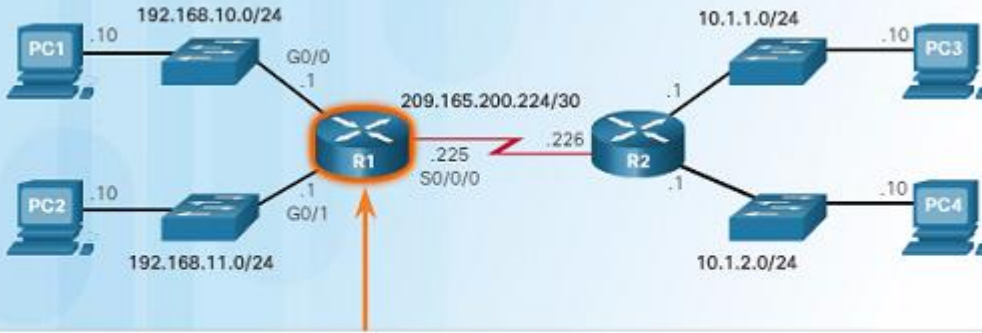 192.168.10.0/24
10.1.1.0/24
PC1
.10
G0/0
.1
209.165.200.224/30
.1
.10
PC3
R1
.225
S0/0/0
.226
R2
PC2
.10
.1
G0/1
.1
.10
PC4
192.168.11.0/24
10.1.2.0/24